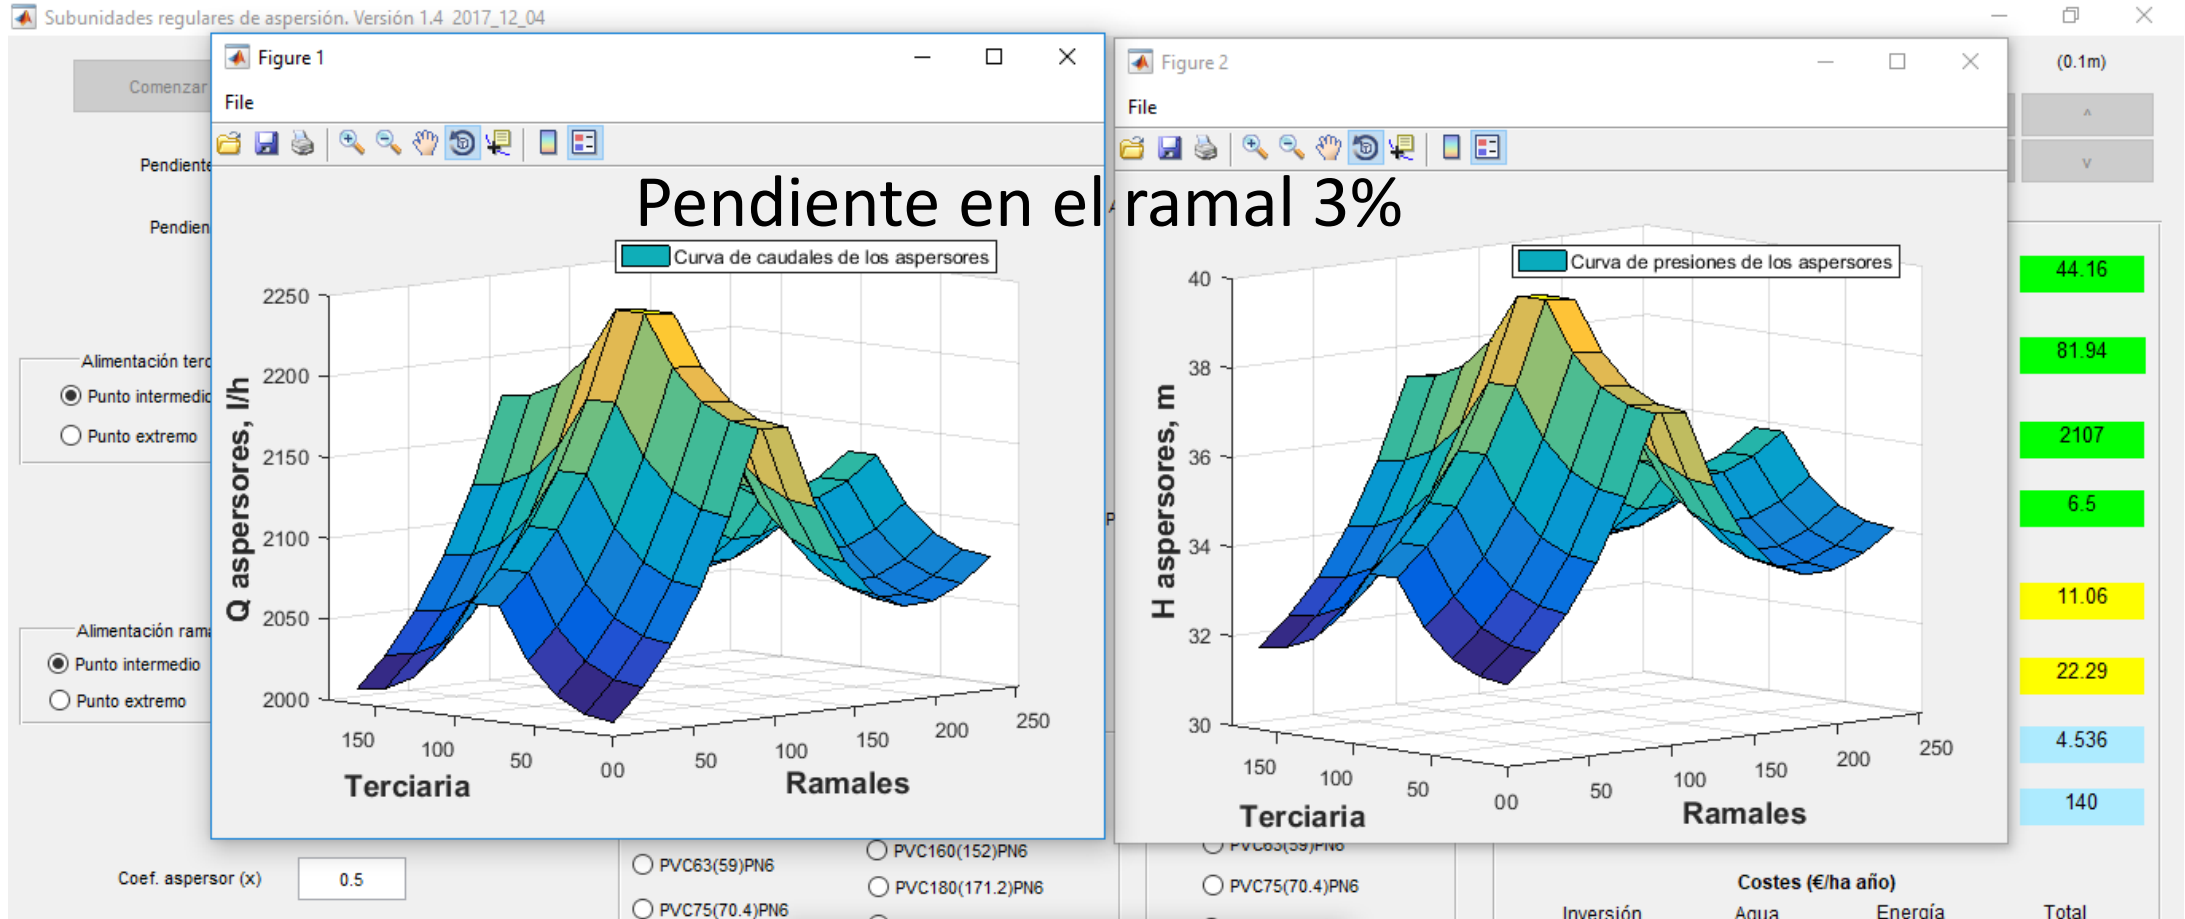 Subunidades regulares de aspersión. Versión 1.4 2017_12_04
Figure 1
Figure 2
(0.1m)
Comenzar
File
File
^
v
Pendiente
Pendiente en el ramal 3%
Pendien
Curva de caudales de los aspersores
Curva de presiones de los aspersores
44.16
81.94
2107
6.5
11.06
22.29
4.536
140
Alimentación terc
Punto intermedio
Punto extremo
Alimentación rama
Punto intermedio
Punto extremo
Q aspersores, l/h
2250
2200
2150
2100
2050
2000
150
100
50
00
50
100
150
200
250
Terciaria
Ramales
H aspersores, m
40
38
36
34
32
30
150
100
50
00
50
100
150
200
250
Terciaria
Ramales
Coef. aspersor (x)
0.5
PVC63(59)PN6
PVC75(70.4)PN6
PVC160(152)PN6
PVC180(171.2)PN6
PVC63(59)PN6
PVC75(70.4)PN6
Costes (€/ha año)
Inversión Agua Energía Total